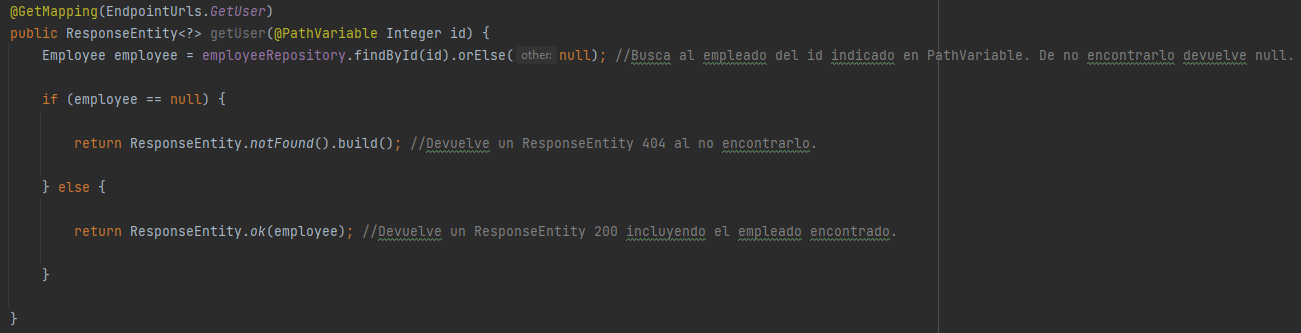 @GetMapping(EndpointUrls.GetUser)
public ResponseEntity<?> getUser(@PathVariable Integer id) {
Employee employee = employeeRepository.findById(id).orElse( other: null); //Busca al empleado del id indicado en PathVariable. De no encontrarlo devuelve null.
if (employee == null) {
return ResponseEntity.notFound().build(); //Devuelve un ResponseEntity 404 al no encontrarlo.
} else {
return ResponseEntity.ok(employee); //Devuelve un ResponseEntity 200 incluyendo el empleado encontrado.
}
}